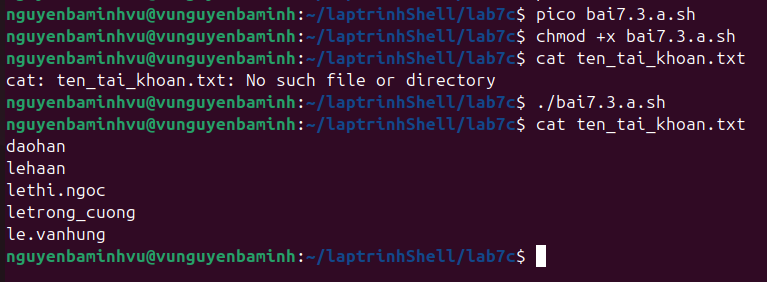 nguyenbaminhvu@vunguyenbaminh:~/laptrinhShell/lab7c$ pico bai7.3.a.sh
nguyenbaminhvu@vunguyenbaminh:~/laptrinhShell/lab7c$ chmod +x bai7.3.a.sh
nguyenbaminhvu@vunguyenbaminh:~/laptrinhShell/lab7c$ cat ten_tai_khoan.txt
cat: ten_tai_khoan.txt: No such file or directory
nguyenbaminhvu@vunguyenbaminh:~/laptrinhShell/lab7c$ ./bai7.3.a.sh
nguyenbaminhvu@vunguyenbaminh:~/laptrinhShell/lab7c$ cat ten_tai_khoan.txt
daohan
lehaan
lethi.ngoc
letrong_cuong
le.vanhung
nguyenbaminhvu@vunguyenbaminh:~/laptrinhShell/lab7c$